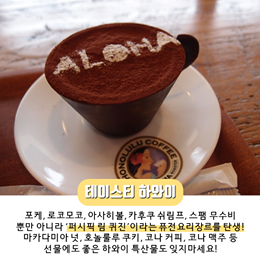 ALOHA
HONOLULU COFFEE
테이스티 하와이
포케, 로코모코, 아사히볼, 카후쿠 쉬림프, 스팸 무수비
뿐만 아니라 '퍼시픽 림 퀴진'이라는 퓨전요리장르를 탄생!
마카다미아 넛, 호놀룰루 쿠키, 코나 커피, 코나 맥주 등
선물에도 좋은 하와이 특산물도 잊지마세요!